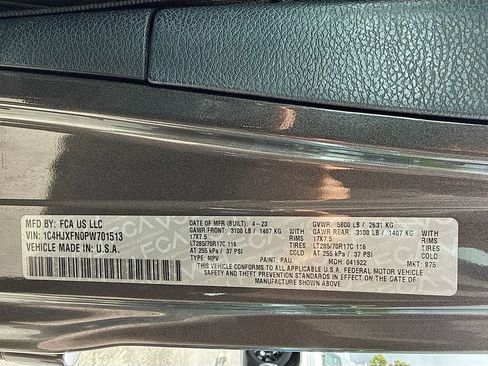 MFD BY: FCA US LLC
VIN: 1C4HJXFN0PW701513
VEHICLE MADE IN: U.S.A.
DATE OF MFR (BUILT): 4-23
GAWR FRONT: 3100 LB / 1407 KG
17X7.5 RIMS
LT285/70R17C 116 TIRES
AT 255 kPa / 37 PSI
TYPE: MPV
GVWR: 5800 LB / 2631 KG
GAWR REAR: 3100 LB / 1407 KG
17X7.5 RIMS
LT285/70R17C 116 TIRES
AT 255 kPa / 37 PSI
PAINT: PAU MDH: 041922 MKT: 875
THIS VEHICLE CONFORMS TO ALL APPLICABLE U.S.A. FEDERAL MOTOR VEHICLE
SAFETY AND THEFT PREVENTION STANDARDS IN EFFECT ON THE DATE OF
MANUFACTURE SHOWN ABOVE.